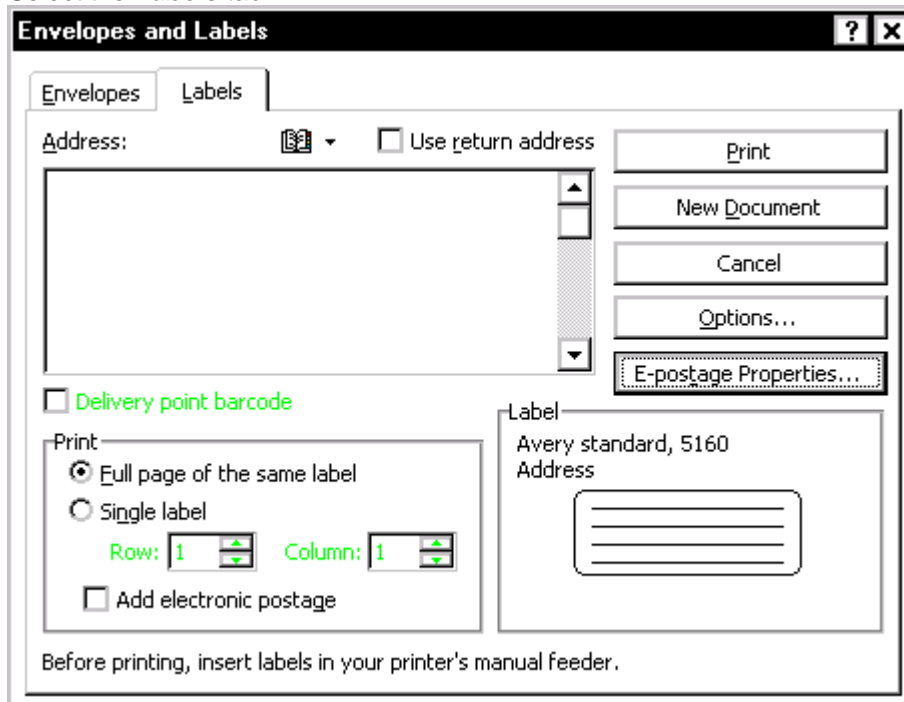 Envelopes and Labels
Envelopes Labels
Address: Use return address
Print
New Document
Cancel
Options...
E-postage Properties...
Delivery point barcode
Print
Full page of the same label
Single label
Row: 1 Column: 1
Add electronic postage
Label
Avery standard, 5160
Address
Before printing, insert labels in your printer's manual feeder.